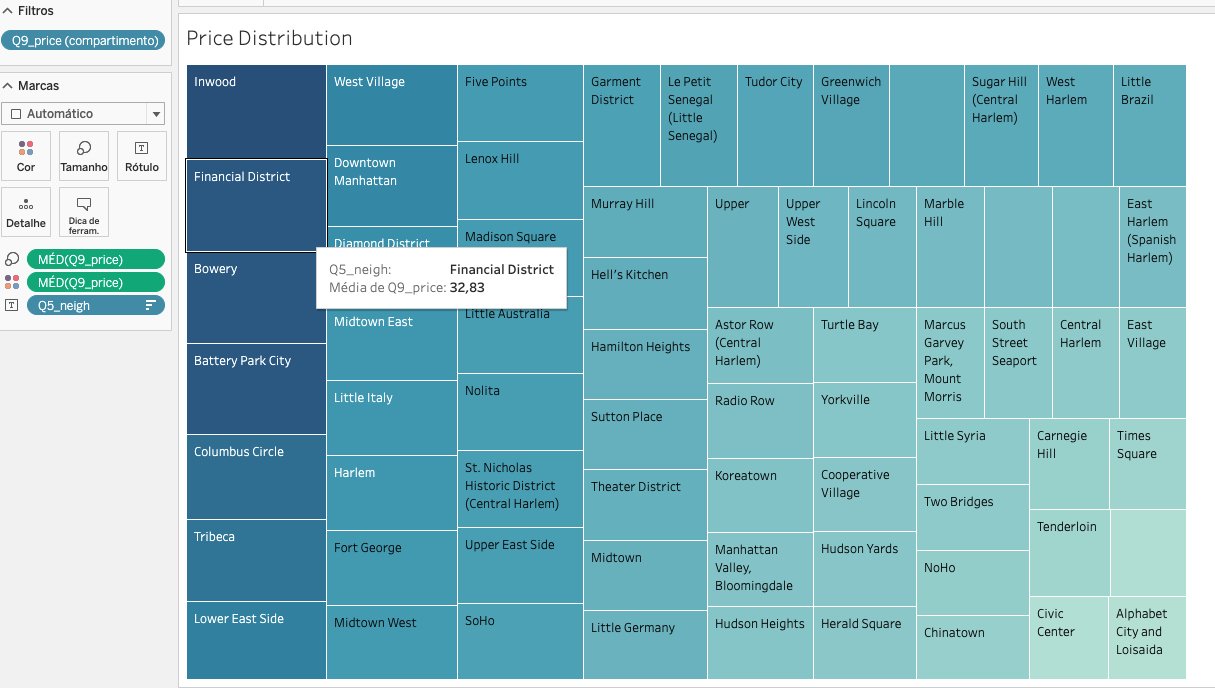 Filtros
Q9_price (compartimento)
Marcas
Automático
Cor
Tamanho
Rótulo
Detalhe
Dica de
ferram.
MÉD(Q9_price)
MÉD(Q9_price)
Q5_neigh
Price Distribution
Inwood
Financial District
Bowery
Battery Park City
Columbus Circle
Tribeca
Lower East Side
West Village
Downtown
Manhattan
Diamond District
Q5_neigh: Financial District
Média de Q9_price: 32,83
Midtown East
Little Italy
Harlem
Fort George
Midtown West
Five Points
Lenox Hill
Madison Square
Little Australia
Nolita
St. Nicholas
Historic District
(Central Harlem)
Upper East Side
SoHo
Garment
District
Le Petit
Senegal
(Little
Senegal)
Tudor City
Greenwich
Village
Sugar Hill
(Central
Harlem)
West
Harlem
Little
Brazil
Murray Hill
Hell's Kitchen
Hamilton Heights
Sutton Place
Theater District
Midtown
Little Germany
Upper
Upper
West
Side
Lincoln
Square
Marble
Hill
East
Harlem
(Spanish
Harlem)
Astor Row
(Central
Harlem)
Radio Row
Koreatown
Manhattan
Valley,
Bloomingdale
Hudson Heights
Turtle Bay
Yorkville
Cooperative
Village
Hudson Yards
Herald Square
Marcus
Garvey
Park,
Mount
Morris
South
Street
Seaport
Central
Harlem
East
Village
Little Syria
Two Bridges
NoHo
Chinatown
Carnegie
Hill
Times
Square
Tenderloin
Civic
Center
Alphabet
City and
Loisaida